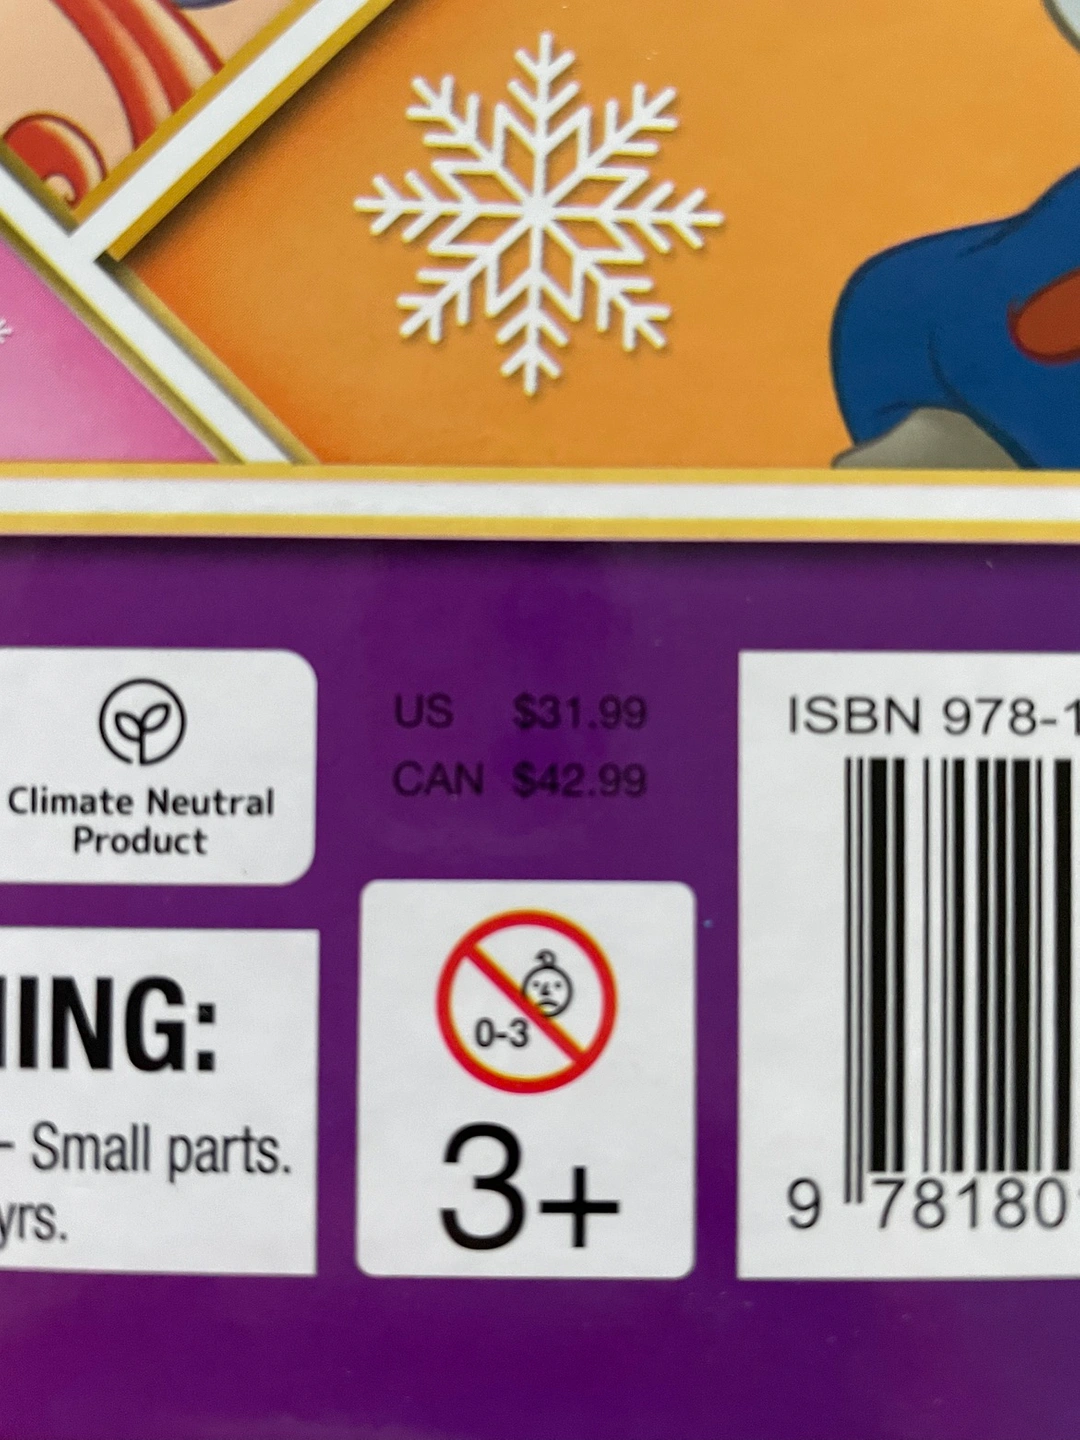 Climate Neutral
Product
US $31.99
CAN $42.99
ISBN 978-1
0-3
3+
ING:
– Small parts.
yrs.
9 78180